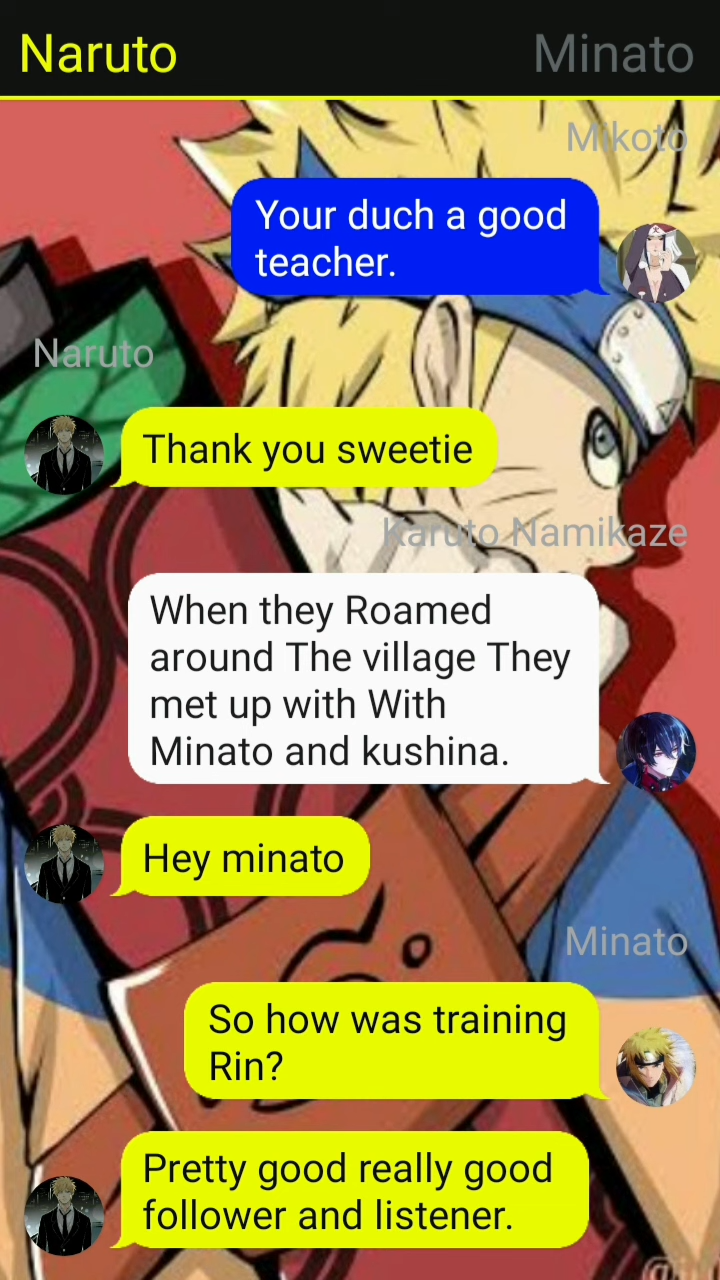 Naruto Minato
Mikoto
Your duch a good
teacher.
Naruto
Thank you sweetie
Karuto Namikaze
When they Roamed
around The village They
met up with With
Minato and kushina.
Hey minato
Minato
So how was training
Rin?
Pretty good really good
follower and listener.